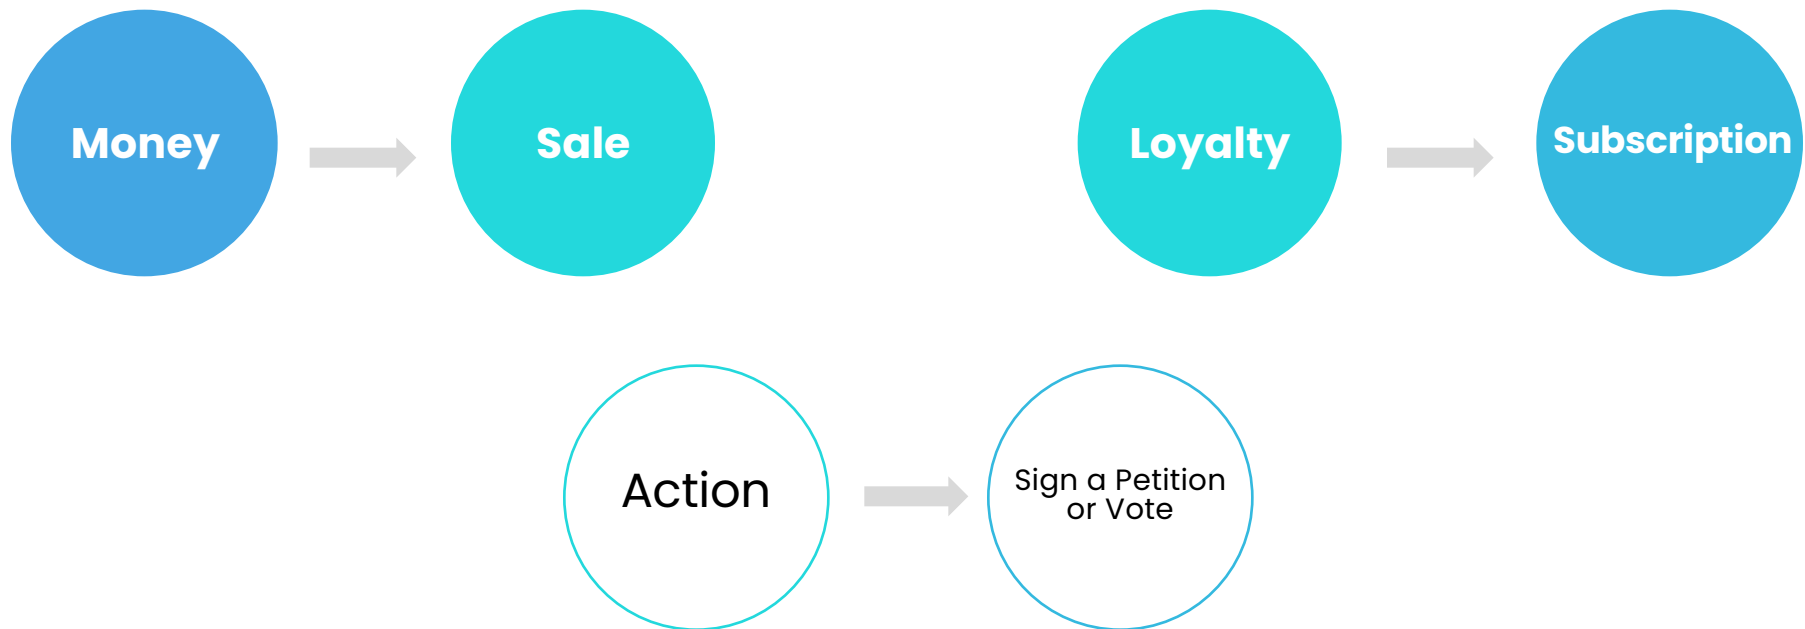 Money
Sale
Loyalty
Subscription
Action
Sign a Petition
or Vote